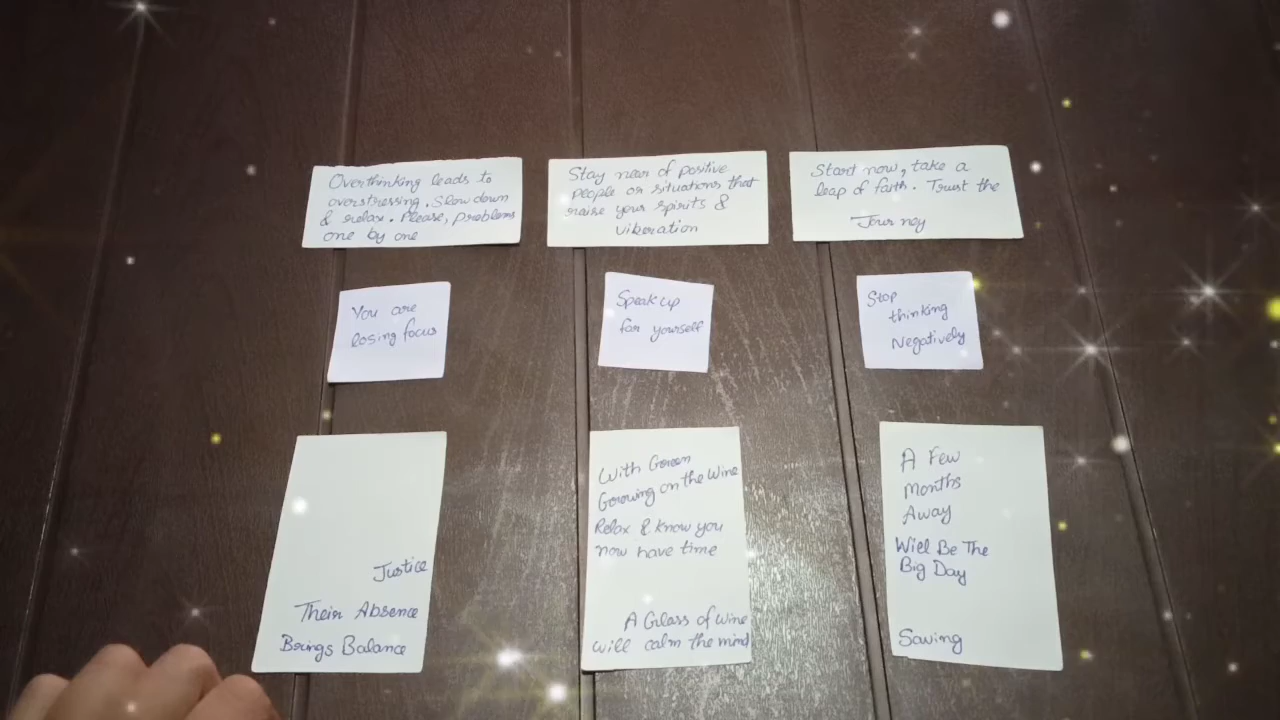 Overthinking leads to
overstressing. Slow down
& relax. Please, problems
one by one
Stay near of positive
people or situations that
raise your spirits &
vibration
Start now, take a
leap of faith. Trust the
Journey
You are
losing focus
Speak up
for yourself
Stop
thinking
Negatively
Justice
Their Absence
Brings Balance
With Green
Growing on the Wine
Relax & know you
now have time
A Glass of wine
will calm the mind
A Few
Months
Away
Will Be The
Big Day
Saving